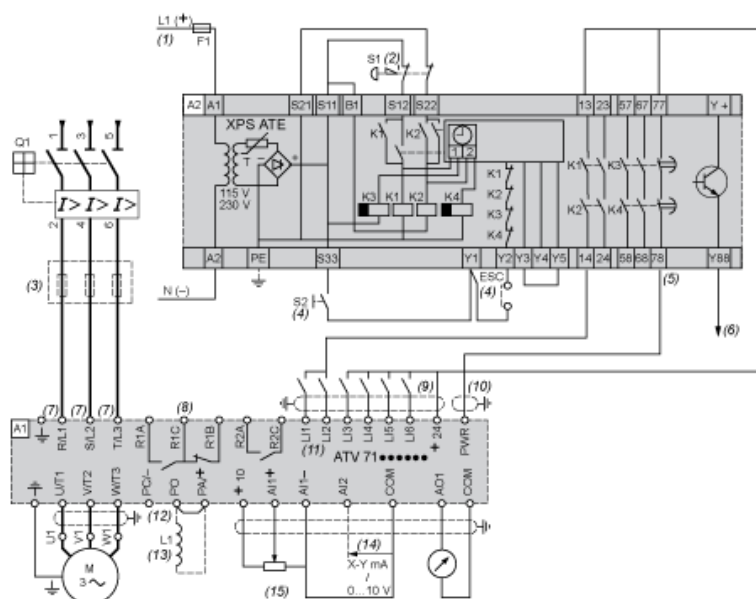 L1 (+)
(1)
F1
S1 (2)
A2 A1 S21 S11 B1 S12 S22 13 23 57 67 77 Y +
XPS ATE
T
+
115 V
230 V
K1 K2
1 2
K3 K1 K2 K4
K1
K2
K3
K4
K1 K3
K2 K4
A2 PE S33 Y1 Y2 Y3 Y4 Y5 14 24 58 68 78 Y88
Q1
1 3 5
I> I> I>
2 4 6
(3)
N (–)
S2
(4)
ESC
(4)
(5)
(6)
(7) (7) (7) (8) (9) (10)
A1
R/L1 S/L2 T/L3 R1A R1C R1B R2A R2C LI1 LI2 LI3 LI4 LI5 LI6 + 24 PWR
(11)
ATV 71●●●●●●●
U/T1 V/T2 W/T3 PC/– PO PA/+ + 10 AI1+ AI1– AI2 COM AO1 COM
(12)
U1 V1 W1
L1
(13)
M
3 ~
(14)
X-Y mA
/
0...10 V
(15)